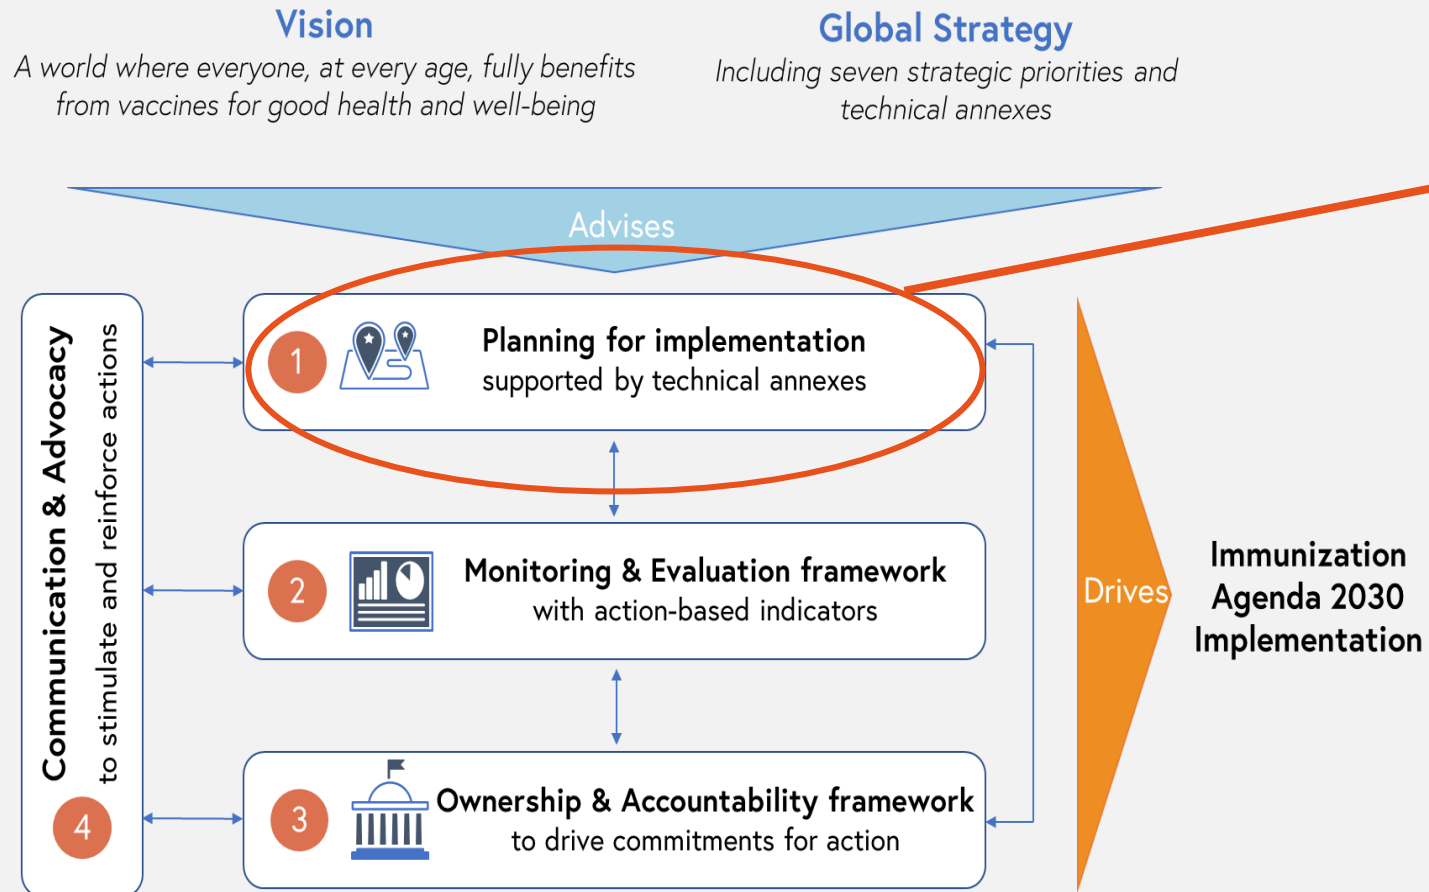 Vision
A world where everyone, at every age, fully benefits
from vaccines for good health and well-being
Global Strategy
Including seven strategic priorities and
technical annexes
Advises
Communication & Advocacy
to stimulate and reinforce actions
4
1
Planning for implementation
supported by technical annexes
2
Monitoring & Evaluation framework
with action-based indicators
3
Ownership & Accountability framework
to drive commitments for action
Drives
Immunization
Agenda 2030
Implementation